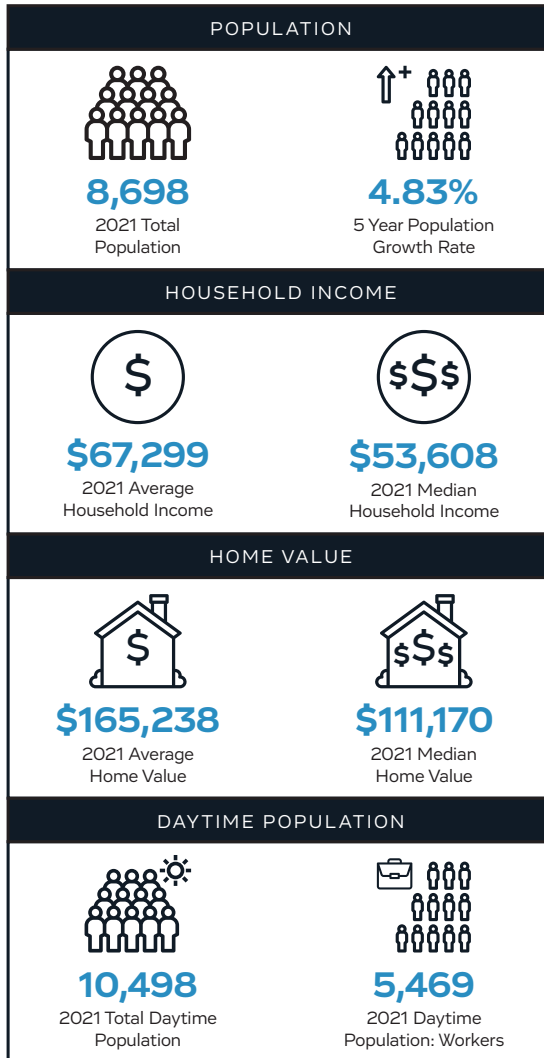 POPULATION
8,698
2021 Total
Population
4.83%
5 Year Population
Growth Rate
HOUSEHOLD INCOME
$
$67,299
2021 Average
Household Income
$$$
$53,608
2021 Median
Household Income
HOME VALUE
$
$165,238
2021 Average
Home Value
$$$
$111,170
2021 Median
Home Value
DAYTIME POPULATION
10,498
2021 Total Daytime
Population
5,469
2021 Daytime
Population: Workers